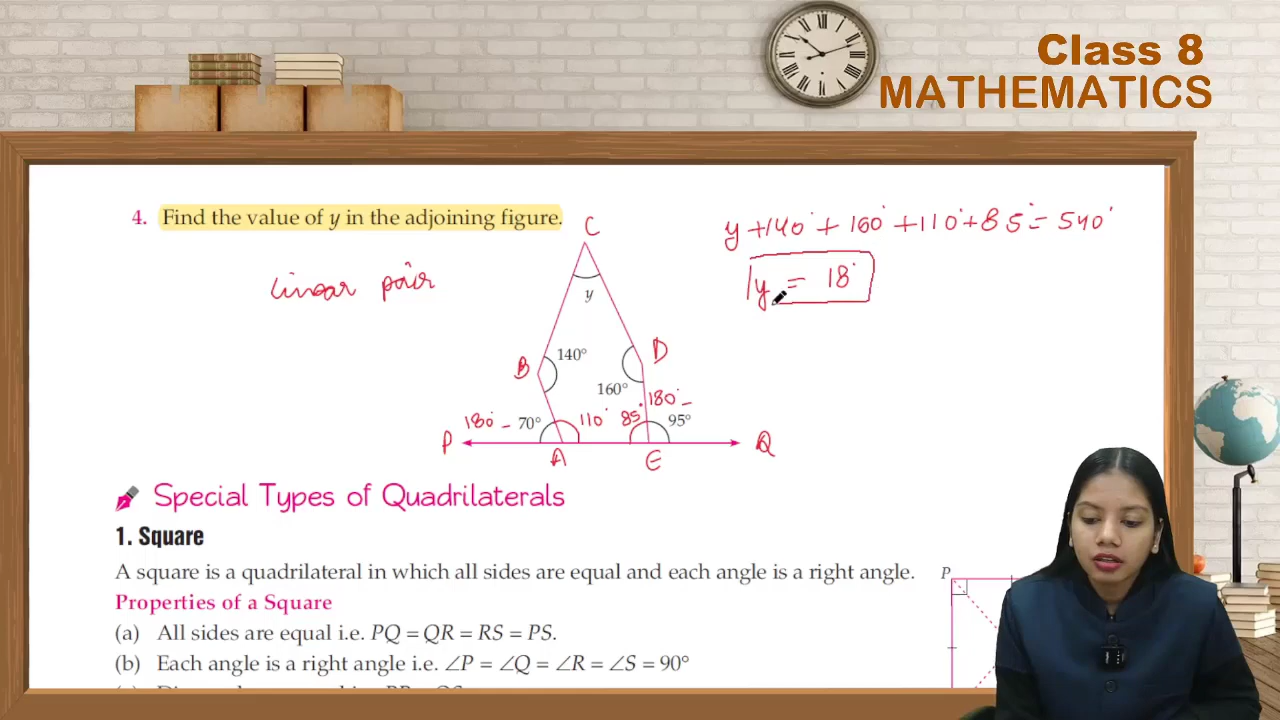 Class 8
MATHEMATICS
4. Find the value of y in the adjoining figure.
C
y+140°+160°+110°+85°=540°
linear pair
y = 18°
y
B
140°
D
160°
180°-
180°- 70°
110°
85°
95°
P
A
E
Q
Special Types of Quadrilaterals
1. Square
A square is a quadrilateral in which all sides are equal and each angle is a right angle.
P
Properties of a Square
(a) All sides are equal i.e. PQ = QR = RS = PS.
(b) Each angle is a right angle i.e. ∠P = ∠Q = ∠R = ∠S = 90°